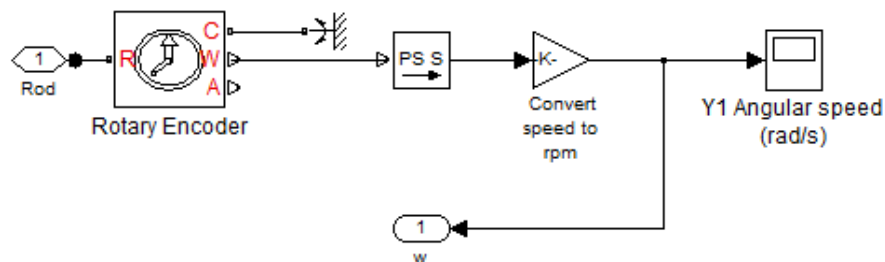 1
Rod
R
C
W
A
Rotary Encoder
PS S
K-
Convert
speed to
rpm
Y1 Angular speed
(rad/s)
1
w